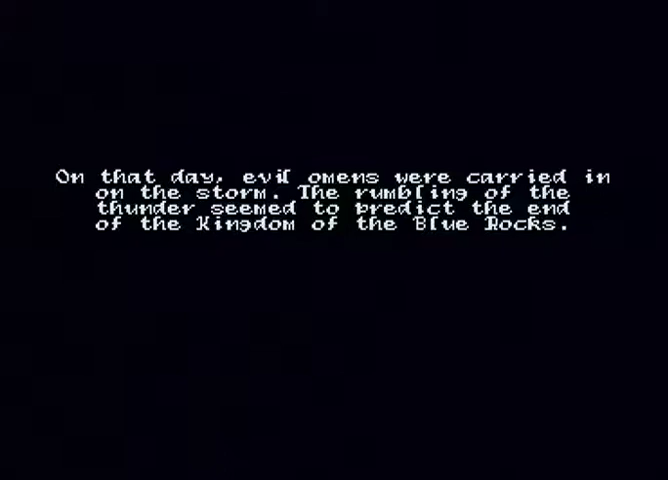 On that day, evil omens were carried in
on the storm. The rumbling of the
thunder seemed to predict the end
of the Kingdom of the Blue Rocks.